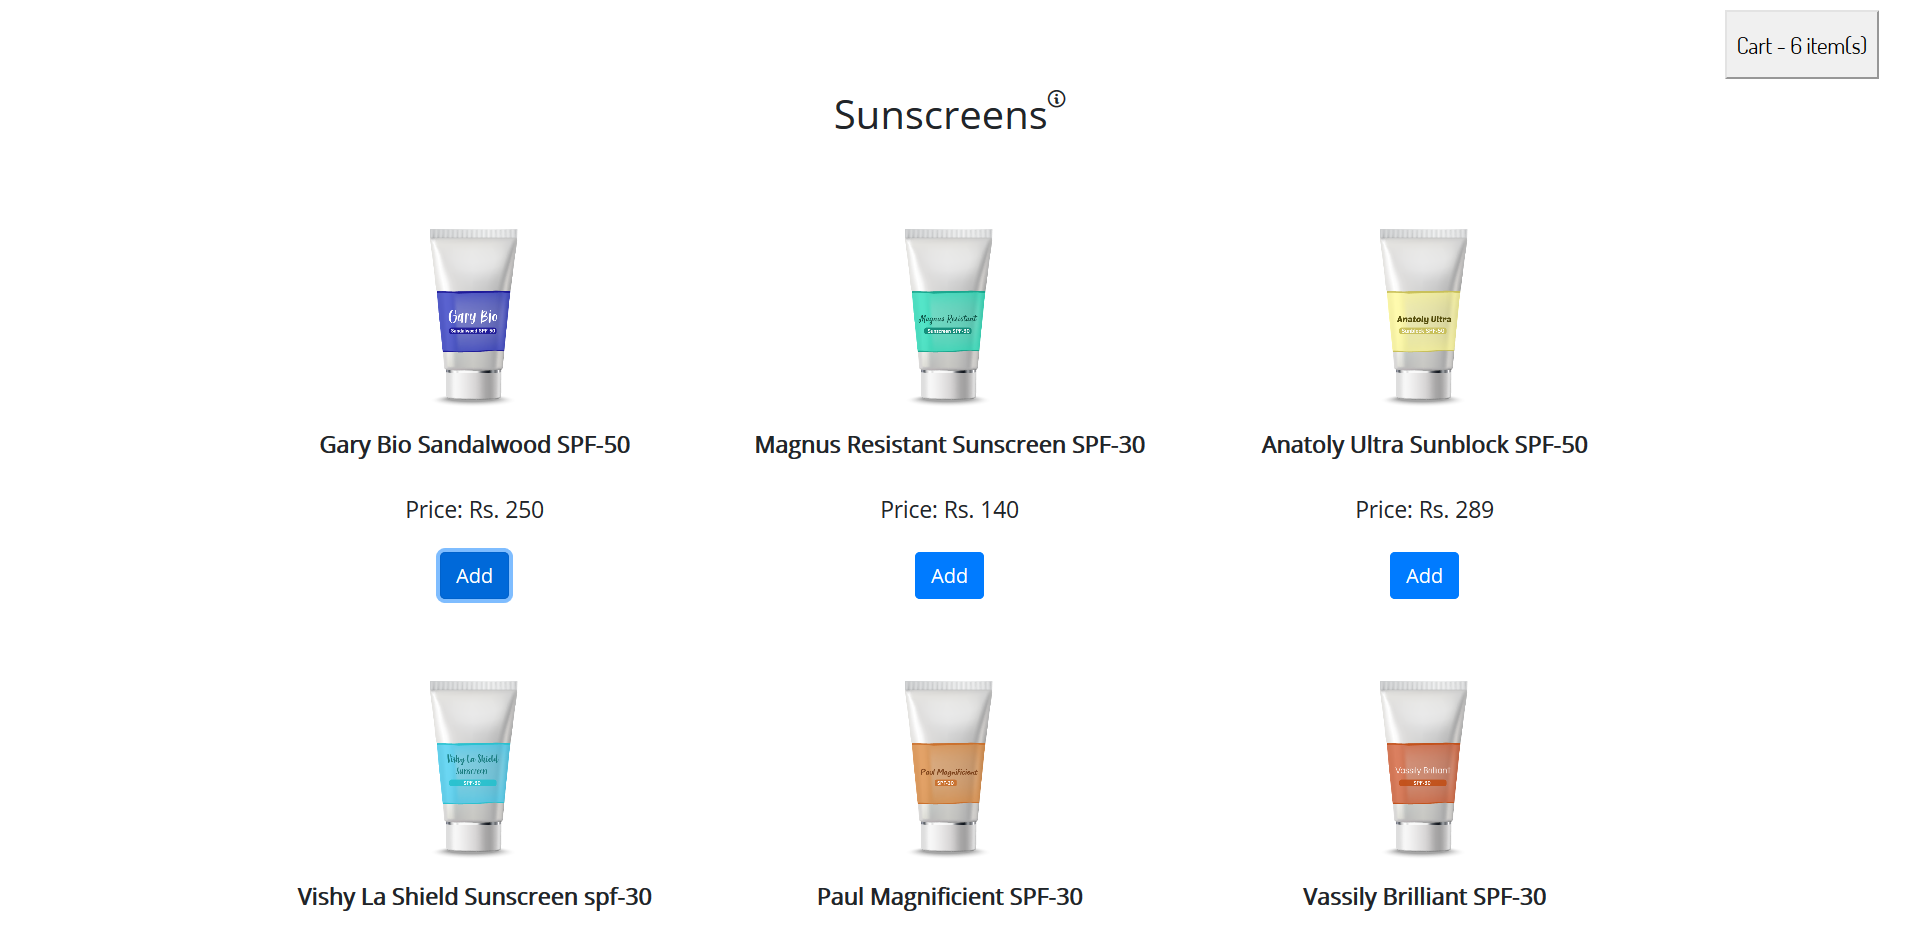 Cart - 6 item(s)
Sunscreens
Gary Bio
Sandalwood SPF-50
Magnus Resistant
Sunscreen SPF-30
Anatoly Ultra
Sunblock SPF-50
Gary Bio Sandalwood SPF-50
Magnus Resistant Sunscreen SPF-30
Anatoly Ultra Sunblock SPF-50
Price: Rs. 250
Price: Rs. 140
Price: Rs. 289
Add
Add
Add
Vishy La Shield
Sunscreen
SPF-30
Paul Magnificient
SPF-30
Vassily Brilliant
SPF-30
Vishy La Shield Sunscreen spf-30
Paul Magnificient SPF-30
Vassily Brilliant SPF-30